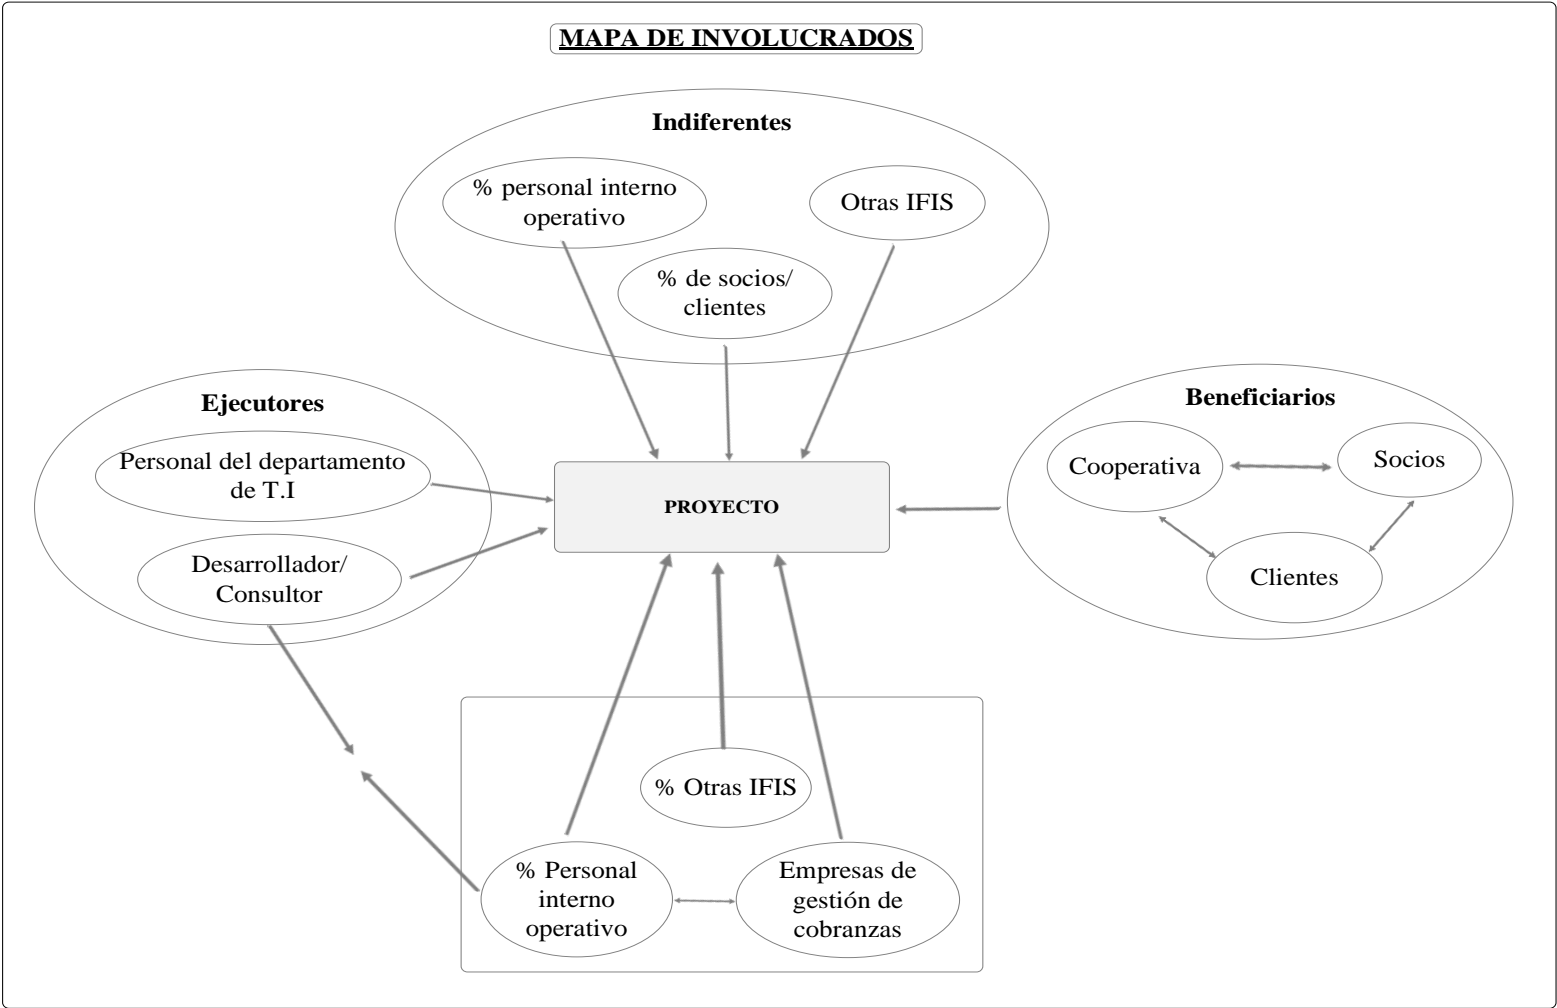 MAPA DE INVOLUCRADOS
Indiferentes
% personal interno
operativo
Otras IFIS
% de socios/
clientes
Ejecutores
Personal del departamento
de T.I
Desarrollador/
Consultor
PROYECTO
Beneficiarios
Cooperativa
Socios
Clientes
% Otras IFIS
% Personal
interno
operativo
Empresas de
gestión de
cobranzas